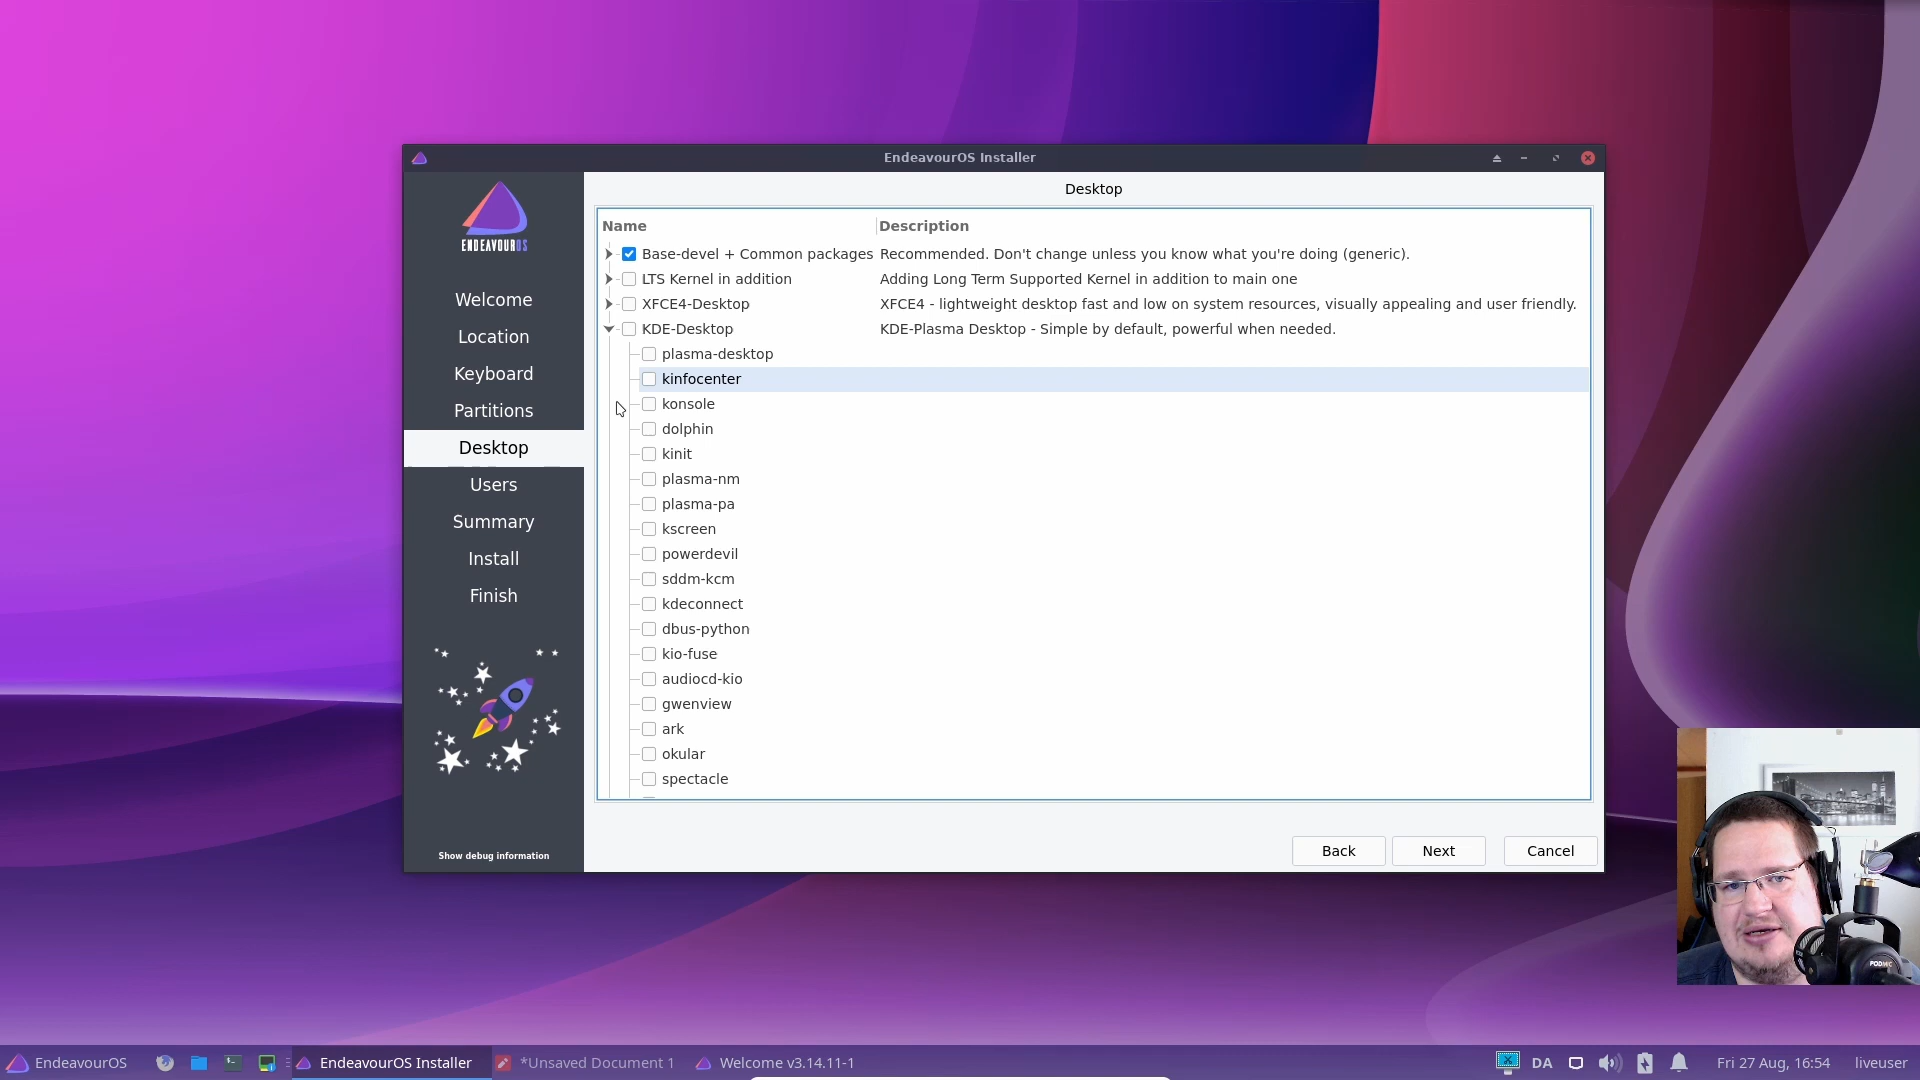 EndeavourOS Installer
ENDEAVOUROS
Welcome
Location
Keyboard
Partitions
Desktop
Users
Summary
Install
Finish
Show debug information
Desktop
Name Description
Base-devel + Common packages Recommended. Don't change unless you know what you're doing (generic).
LTS Kernel in addition Adding Long Term Supported Kernel in addition to main one
XFCE4-Desktop XFCE4 - lightweight desktop fast and low on system resources, visually appealing and user friendly.
KDE-Desktop KDE-Plasma Desktop - Simple by default, powerful when needed.
plasma-desktop
kinfocenter
konsole
dolphin
kinit
plasma-nm
plasma-pa
kscreen
powerdevil
sddm-kcm
kdeconnect
dbus-python
kio-fuse
audiocd-kio
gwenview
ark
okular
spectacle
Back Next Cancel
PODMIC
EndeavourOS EndeavourOS Installer *Unsaved Document 1 Welcome v3.14.11-1 DA Fri 27 Aug, 16:54 liveuser